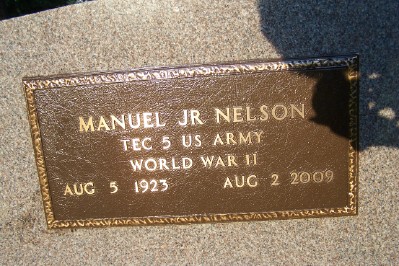 MANUEL JR NELSON
TEC 5 US ARMY
WORLD WAR II
AUG 5 1923 AUG 2 2009